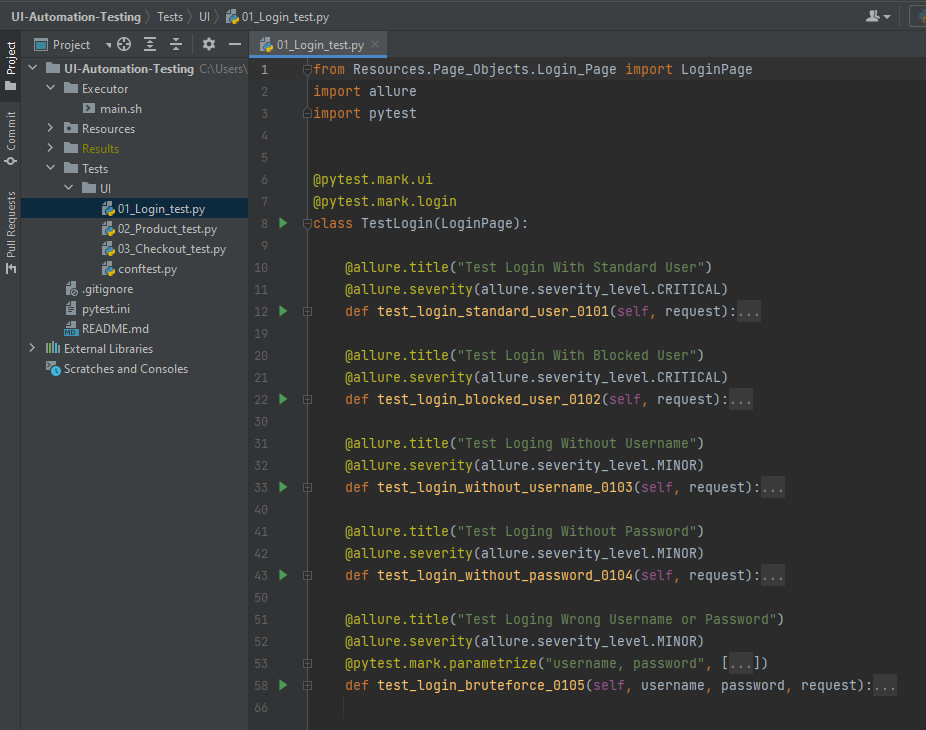 UI-Automation-Testing Tests UI 01_Login_test.py
Project
01_Login_test.py
Project
Commit
Pull Requests
UI-Automation-Testing C:\Users\
Executor
main.sh
Resources
Results
Tests
UI
01_Login_test.py
02_Product_test.py
03_Checkout_test.py
conftest.py
.gitignore
pytest.ini
README.md
External Libraries
Scratches and Consoles
1 from Resources.Page_Objects.Login_Page import LoginPage
2 import allure
3 import pytest
4
5
6 @pytest.mark.ui
7 @pytest.mark.login
8 class TestLogin(LoginPage):
9
10 @allure.title("Test Login With Standard User")
11 @allure.severity(allure.severity_level.CRITICAL)
12 def test_login_standard_user_0101(self, request):...
19
20 @allure.title("Test Login With Blocked User")
21 @allure.severity(allure.severity_level.CRITICAL)
22 def test_login_blocked_user_0102(self, request):...
30
31 @allure.title("Test Loging Without Username")
32 @allure.severity(allure.severity_level.MINOR)
33 def test_login_without_username_0103(self, request):...
40
41 @allure.title("Test Loging Without Password")
42 @allure.severity(allure.severity_level.MINOR)
43 def test_login_without_password_0104(self, request):...
50
51 @allure.title("Test Loging Wrong Username or Password")
52 @allure.severity(allure.severity_level.MINOR)
53 @pytest.mark.parametrize("username, password", [...])
58 def test_login_bruteforce_0105(self, username, password, request):...
66